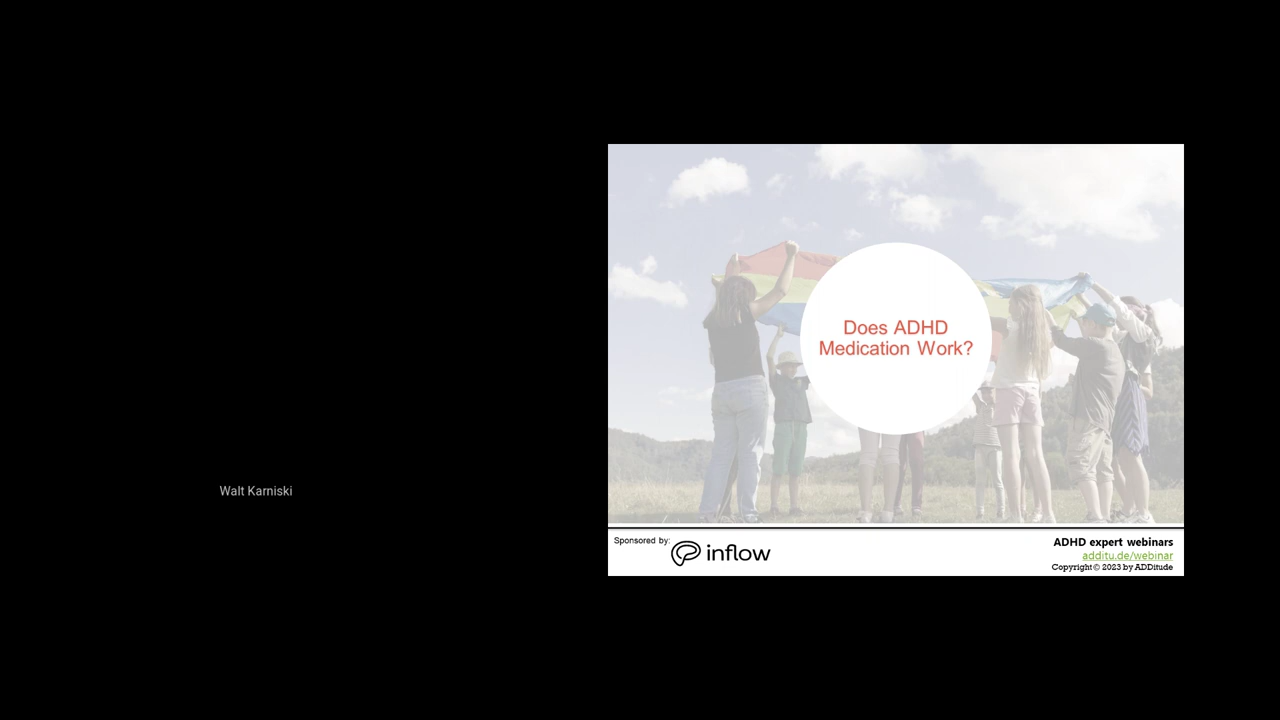 Walt Karniski
Does ADHD
Medication Work?
Sponsored by:
inflow
ADHD expert webinars
additu.de/webinar
Copyright © 2023 by ADDitude